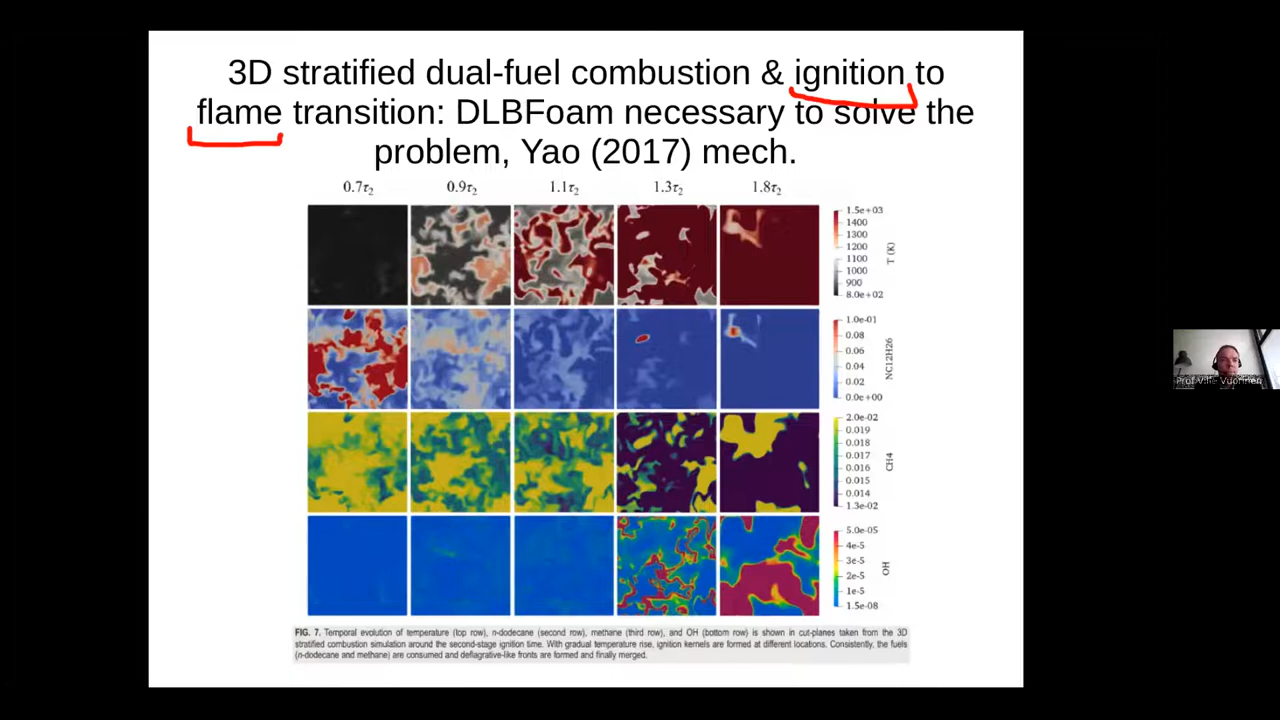 3D stratified dual-fuel combustion & ignition to
flame transition: DLBFoam necessary to solve the
problem, Yao (2017) mech.
0.7τ₂ 0.9τ₂ 1.1τ₂ 1.3τ₂ 1.8τ₂
1.5e+03
1400
1300
1200
1100
1000
900
8.0e+02
T (K)
1.0e-01
0.08
0.06
0.04
0.02
0.0e+00
NC12H26
2.0e-02
0.019
0.018
0.017
0.016
0.015
0.014
1.3e-02
CH4
5.0e-05
4e-5
3e-5
2e-5
1e-5
1.5e-08
OH
FIG. 7. Temporal evolution of temperature (top row), n-dodecane (second row), methane (third row), and OH (bottom row) is shown in cut-planes taken from the 3D
stratified combustion simulation around the second-stage ignition time. With gradual temperature rise, ignition kernels are formed at different locations. Consistently, the fuels
(n-dodecane and methane) are consumed and deflagrative-like fronts are formed and finally merged.
Prof. Ville Vuorinen